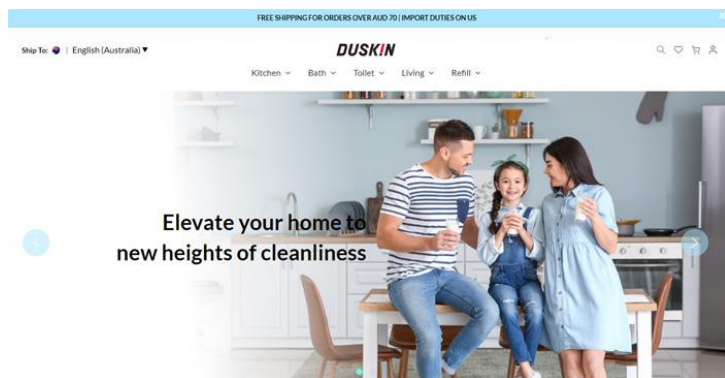 FREE SHIPPING FOR ORDERS OVER AUD 70 | IMPORT DUTIES ON US
Ship To: | English (Australia) ▼
DUSKIN
Kitchen Bath Toilet Living Refill
Elevate your home to
new heights of cleanliness